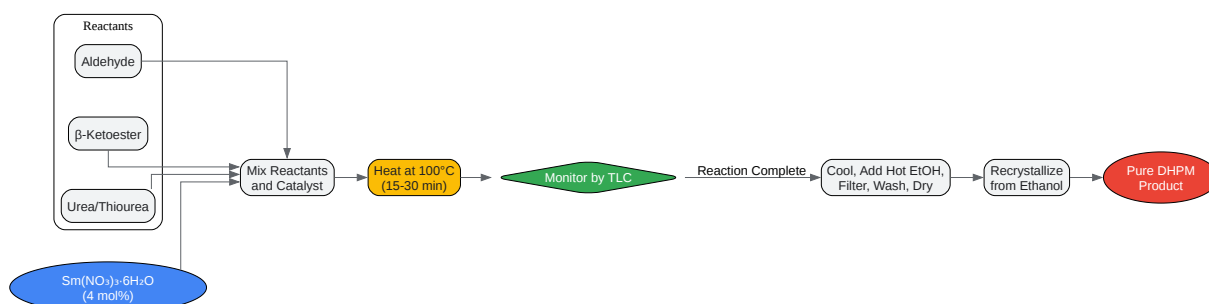 Reactants
Aldehyde
β-Ketoester
Urea/Thiourea
Sm(NO₃)₃·6H₂O
(4 mol%)
Mix Reactants
and Catalyst
Heat at 100°C
(15-30 min)
Monitor by TLC
Reaction Complete
Cool, Add Hot EtOH,
Filter, Wash, Dry
Recrystallize
from Ethanol
Pure DHPM
Product